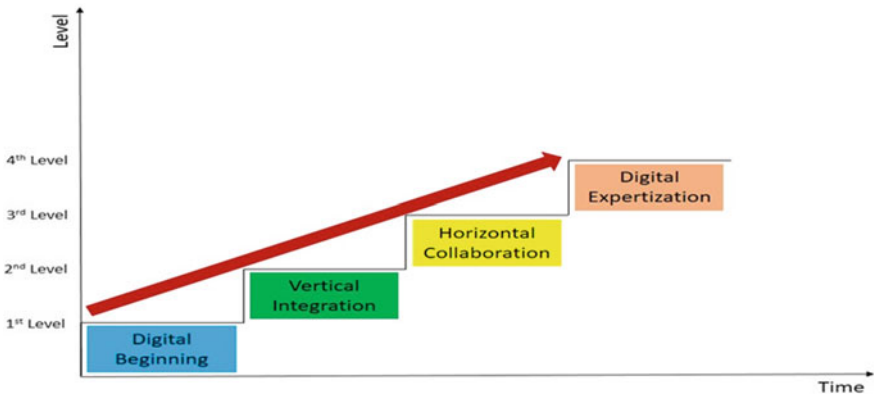 Level
4th Level
3rd Level
2nd Level
1st Level
Digital
Expertization
Horizontal
Collaboration
Vertical
Integration
Digital
Beginning
Time